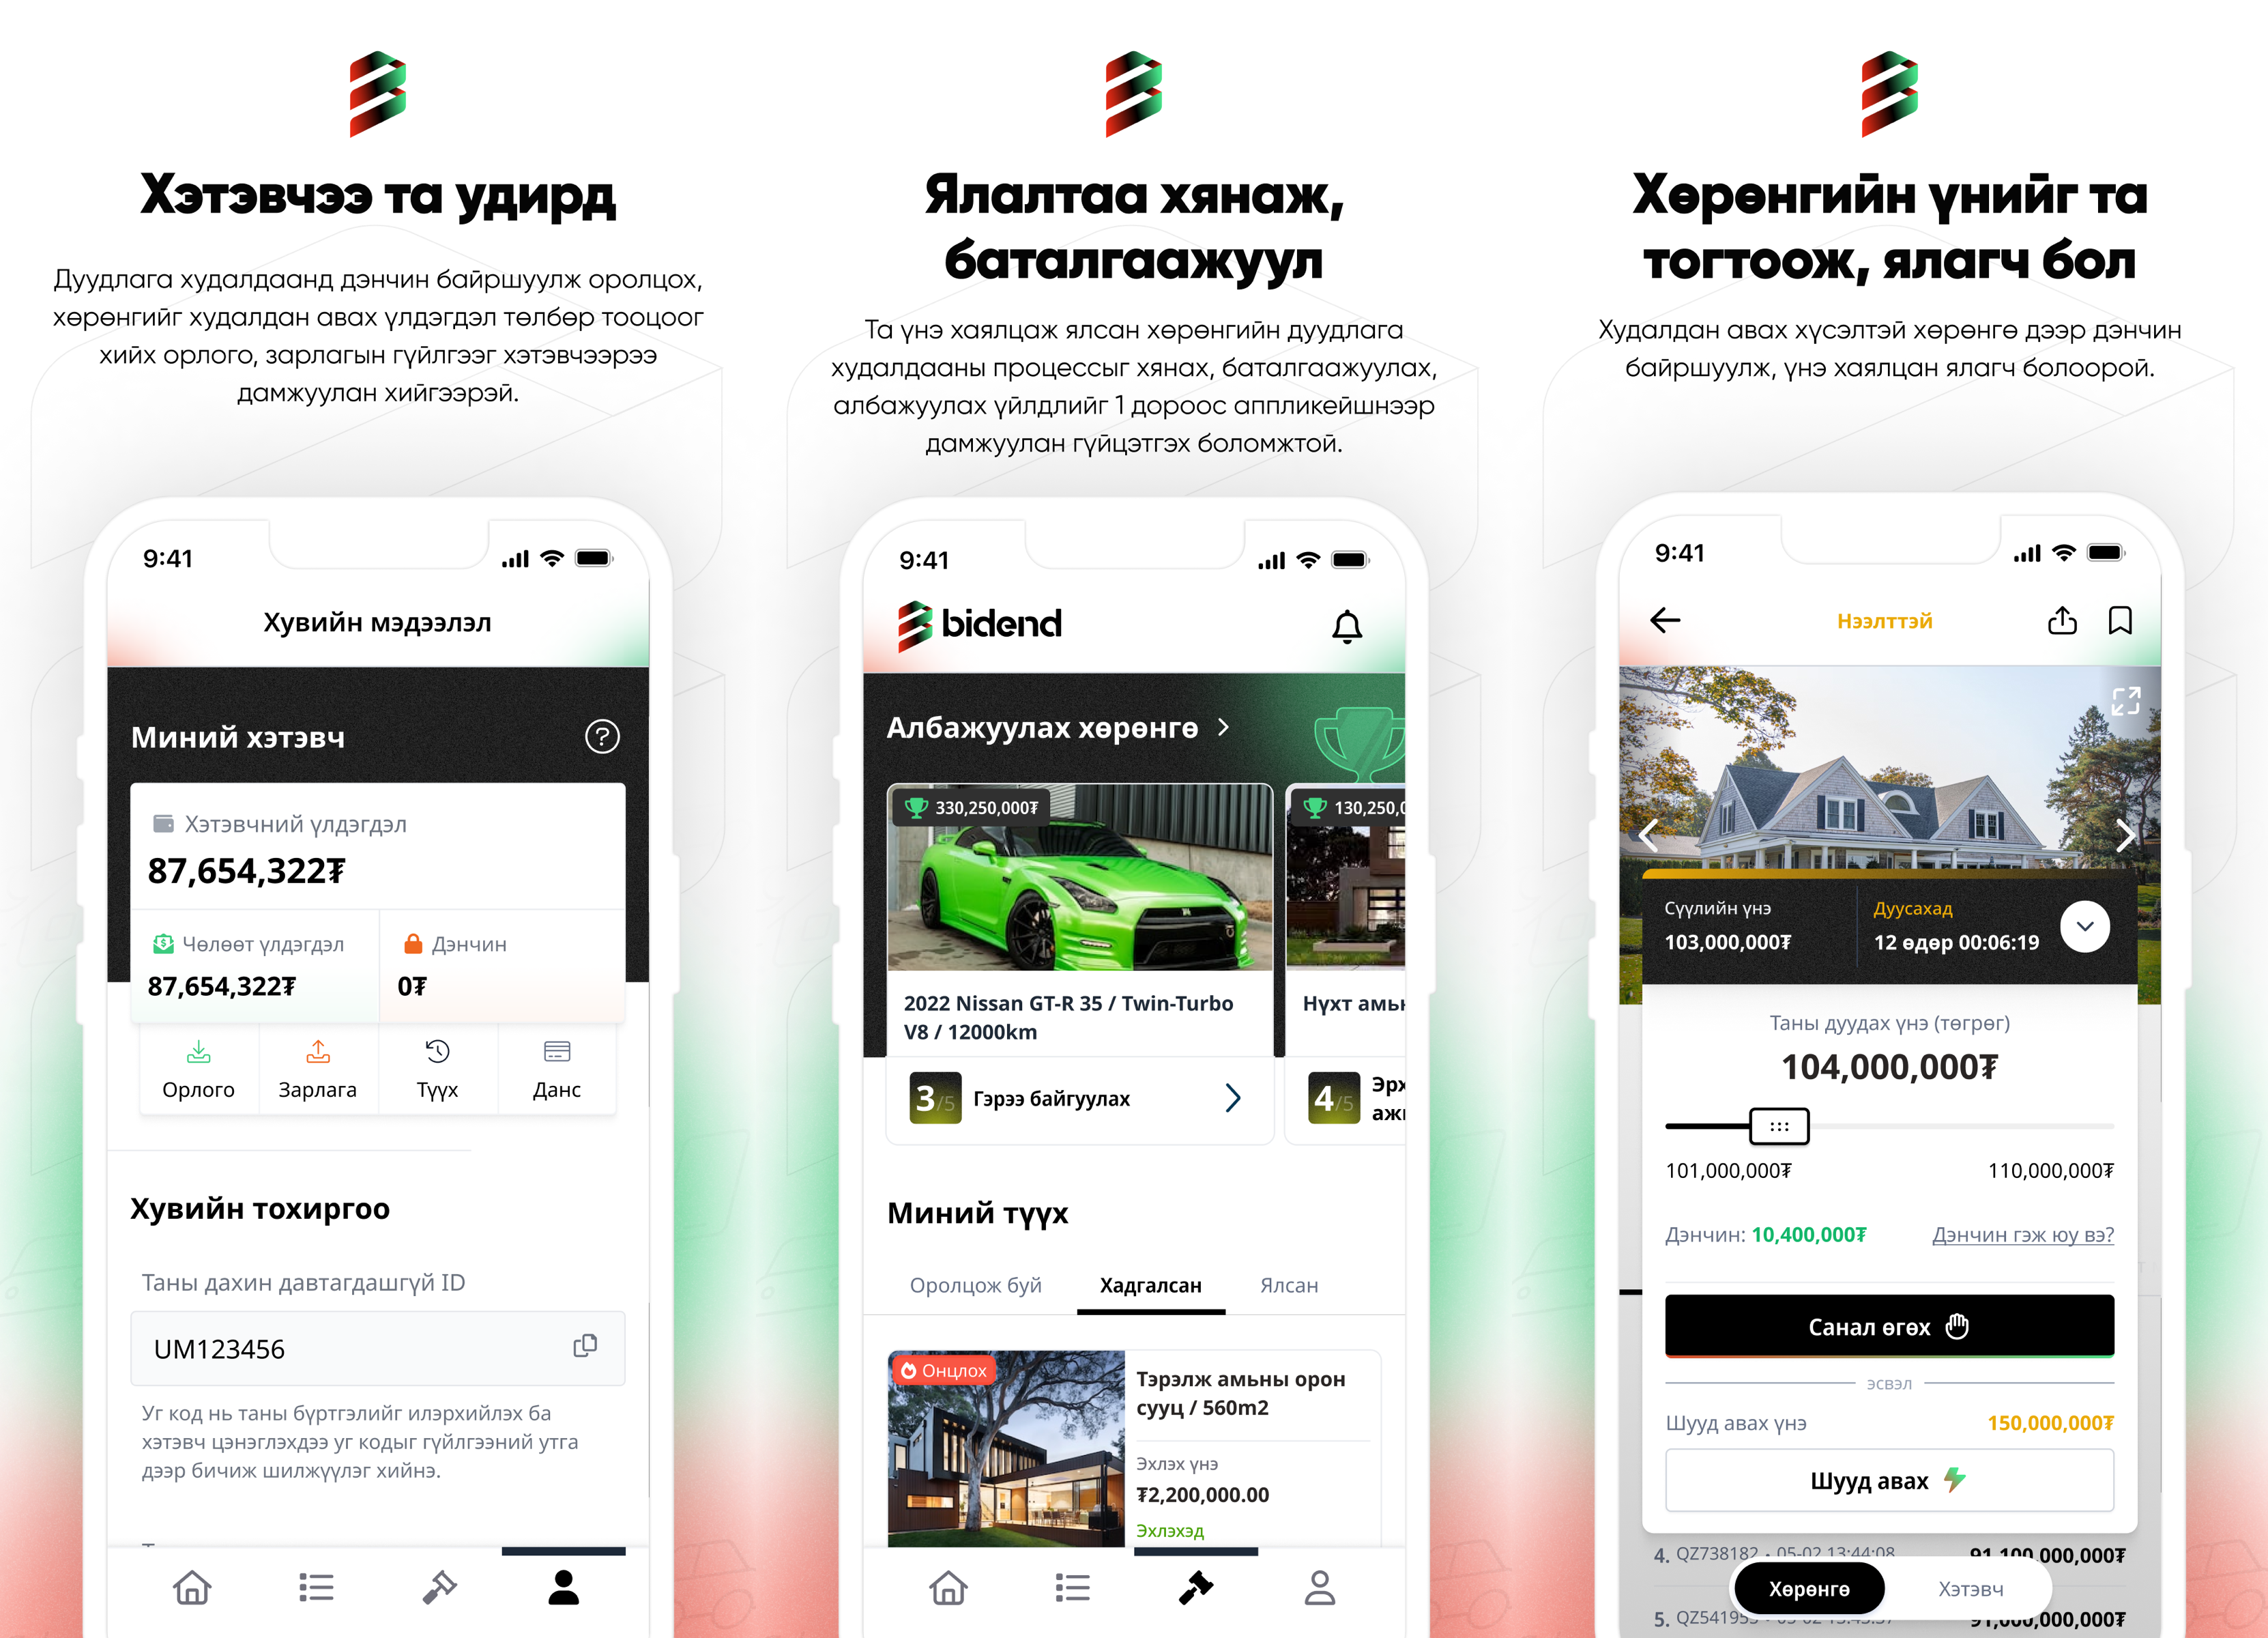 Хэтэвчээ та удирд
Дуудлага худалдаанд дэнчин байршуулж оролцох,
хөрөнгийг худалдан авах үлдэгдэл төлбөр тооцоог
хийх орлого, зарлагын гүйлгээг хэтэвчээрээ
дамжуулан хийгээрэй.
9:41
Хувийн мэдээлэл
Миний хэтэвч
?
Хэтэвчний үлдэгдэл
87,654,322₮
Чөлөөт үлдэгдэл
87,654,322₮
Дэнчин
0₮
Орлого
Зарлага
Түүх
Данс
Хувийн тохиргоо
Таны дахин давтагдашгүй ID
UM123456
Уг код нь таны бүртгэлийг илэрхийлэх ба
хэтэвч цэнэглэхдээ уг кодыг гүйлгээний утга
дээр бичиж шилжүүлэг хийнэ.
Ялалтаа хянаж,
баталгаажуул
Та үнэ хаялцаж ялсан хөрөнгийн дуудлага
худалдааны процессыг хянах, баталгаажуулах,
албажуулах үйлдлийг 1 дороос аппликейшнээр
дамжуулан гүйцэтгэх боломжтой.
9:41
bidend
Албажуулах хөрөнгө
330,250,000₮
2022 Nissan GT-R 35 / Twin-Turbo
V8 / 12000km
3/5 Гэрээ байгуулах
130,250,0
Нүхт
4/5
Миний түүх
Оролцож буй
Хадгалсан
Ялсан
Онцлох
Тэрэлж амьны орон
сууц / 560m2
Эхлэх үнэ
₮2,200,000.00
Эхлэхэд
Хөрөнгийн үнийг та
тогтоож, ялагч бол
Худалдан авах хүсэлтэй хөрөнгө дээр дэнчин
байршуулж, үнэ хаялцан ялагч болоорой.
9:41
Нээлттэй
Сүүлийн үнэ
103,000,000₮
Дуусахад
12 өдөр 00:06:19
Таны дуудах үнэ (төгрөг)
104,000,000₮
101,000,000₮
110,000,000₮
Дэнчин: 10,400,000₮
Дэнчин гэж юу вэ?
Санал өгөх
эсвэл
Шууд авах үнэ
150,000,000₮
Шууд авах
4. QZ738182 • 05-02 13:44:08 91,100,000,000₮
Хөрөнгө
Хэтэвч
5. 91,000,000,000₮